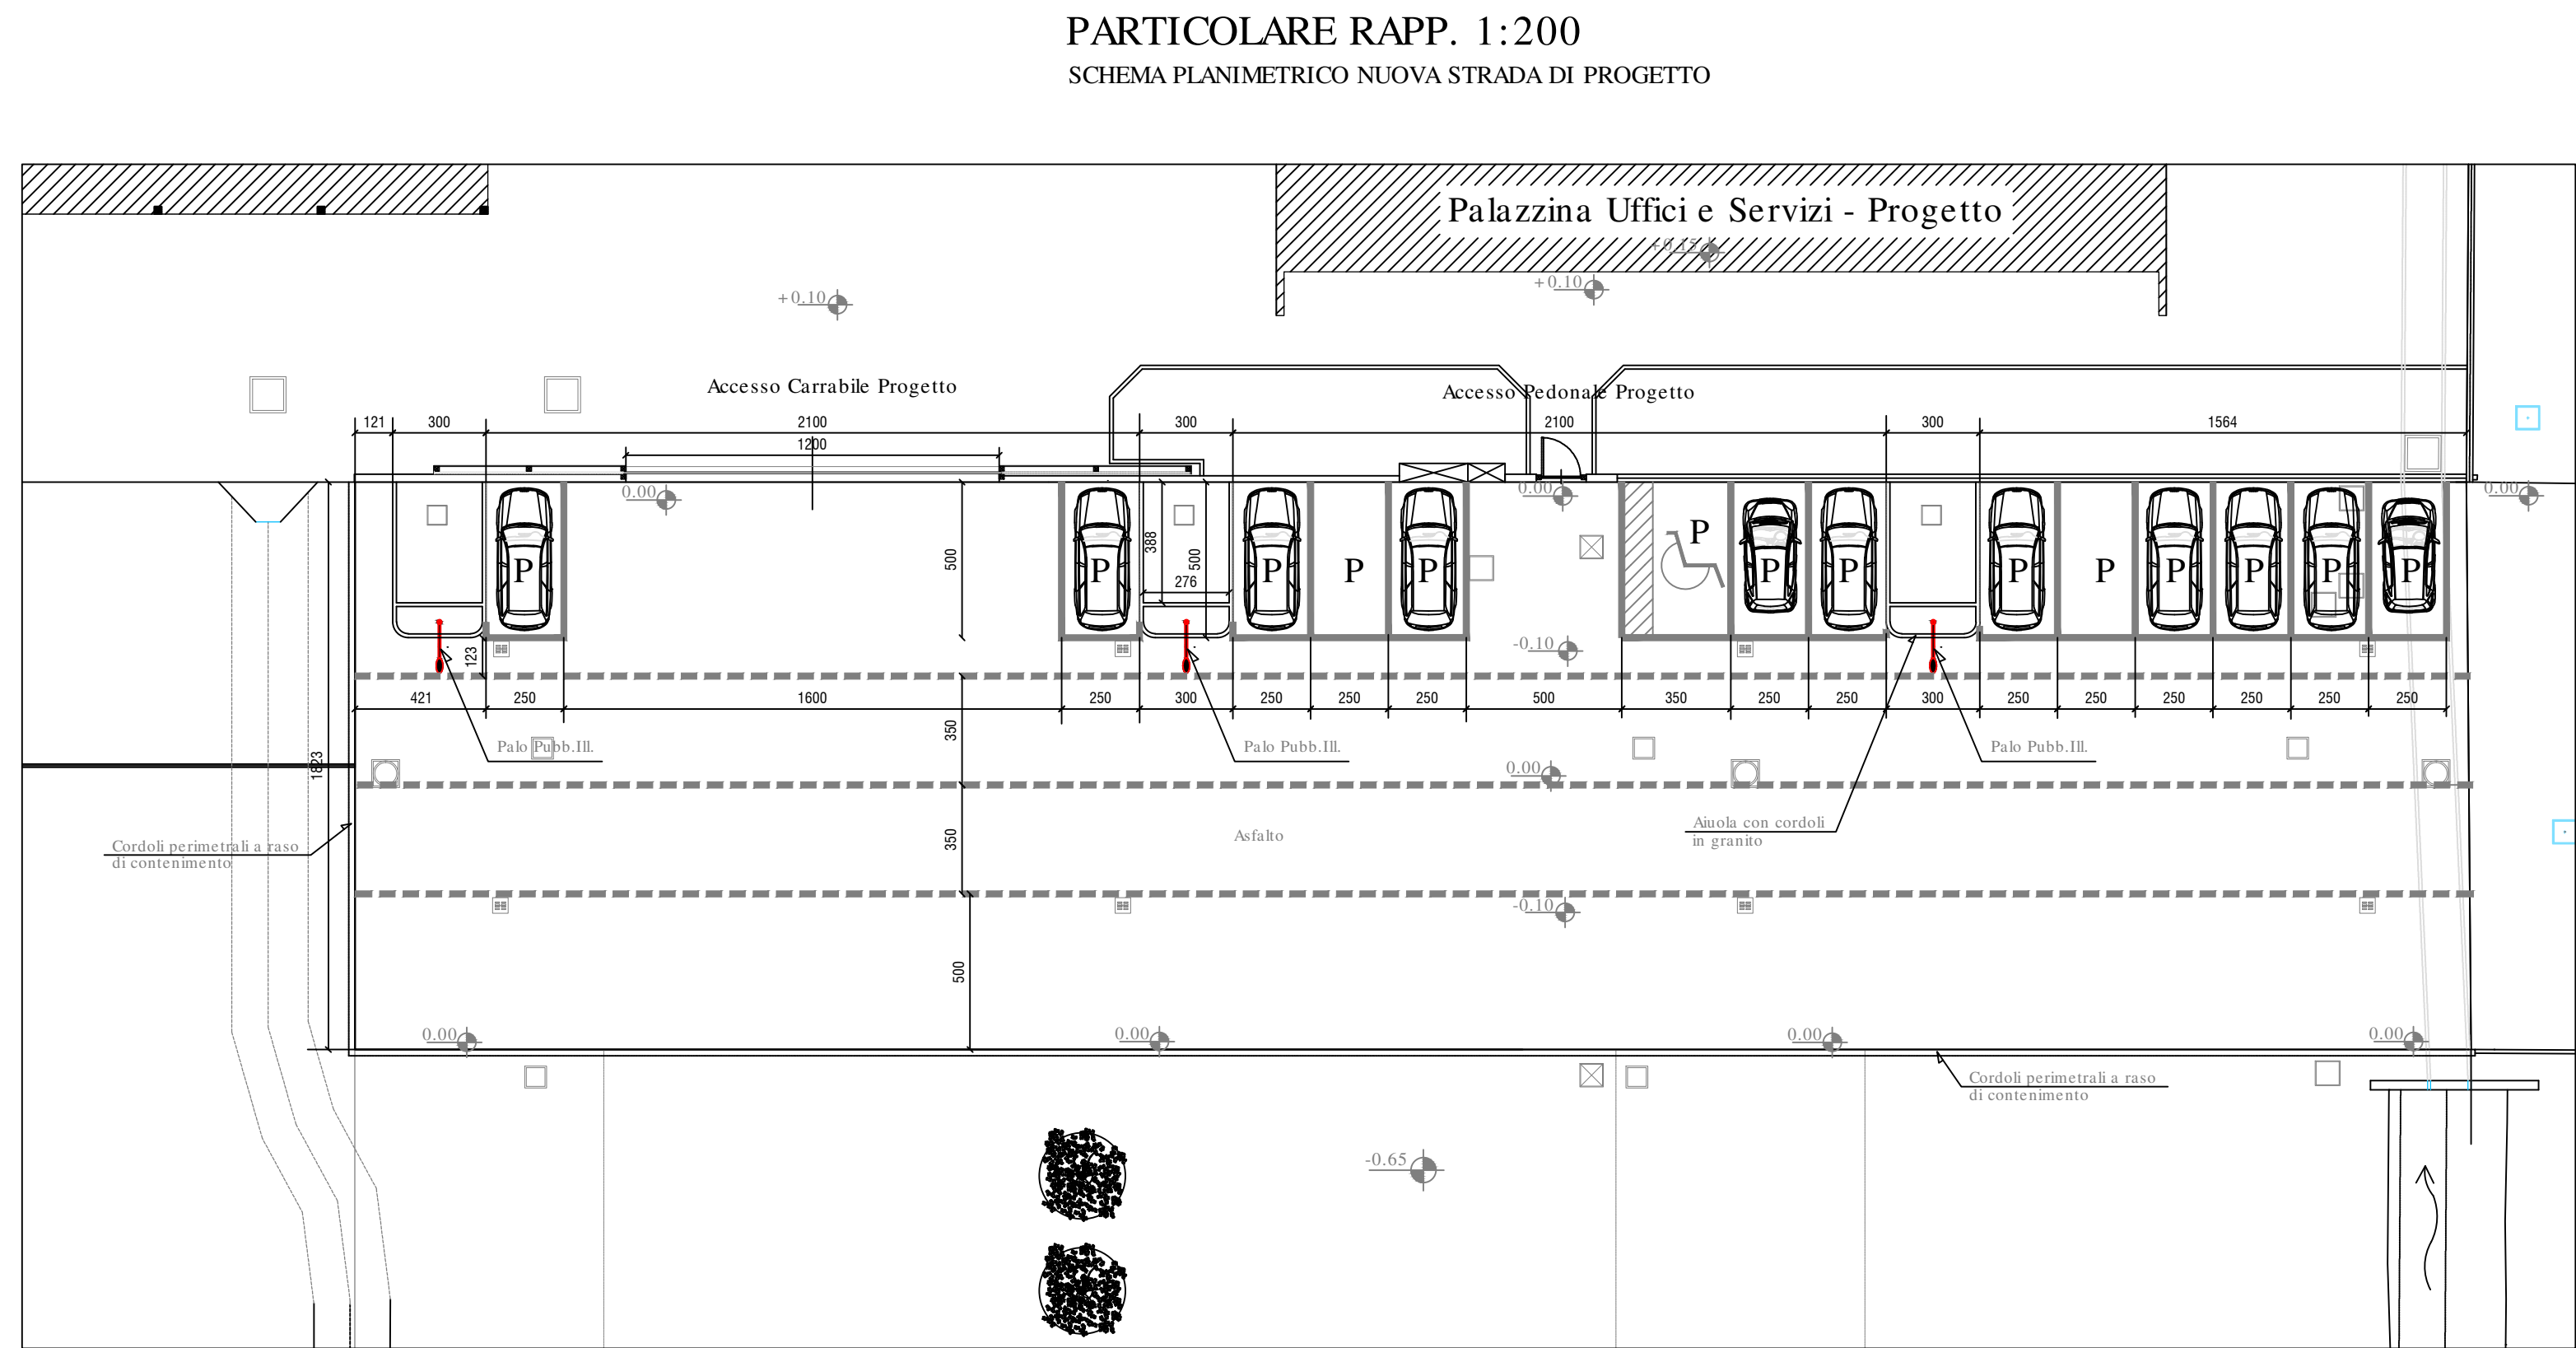 PARTICOLARE RAPP. 1:200
SCHEMA PLANIMETRICO NUOVA STRADA DI PROGETTO
Palazzina Uffici e Servizi - Progetto
+0.15
+0.10
+0.10
Accesso Carrabile Progetto
Accesso Pedonale Progetto
121
300
2100
300
2100
300
1564
1200
0.00
0.00
0.00
388
500
500
276
P
P
P
P
P
P
P
P
P
P
P
P
P
P
123
-0.10
421
250
1600
250
300
250
250
250
500
350
250
250
300
250
250
250
250
250
250
350
Palo Pubb.Ill.
Palo Pubb.Ill.
Palo Pubb.Ill.
1823
0.00
350
Asfalto
Aiuola con cordoli
in granito
Cordoli perimetrali a raso
di contenimento
-0.10
500
0.00
0.00
0.00
0.00
Cordoli perimetrali a raso
di contenimento
-0.65